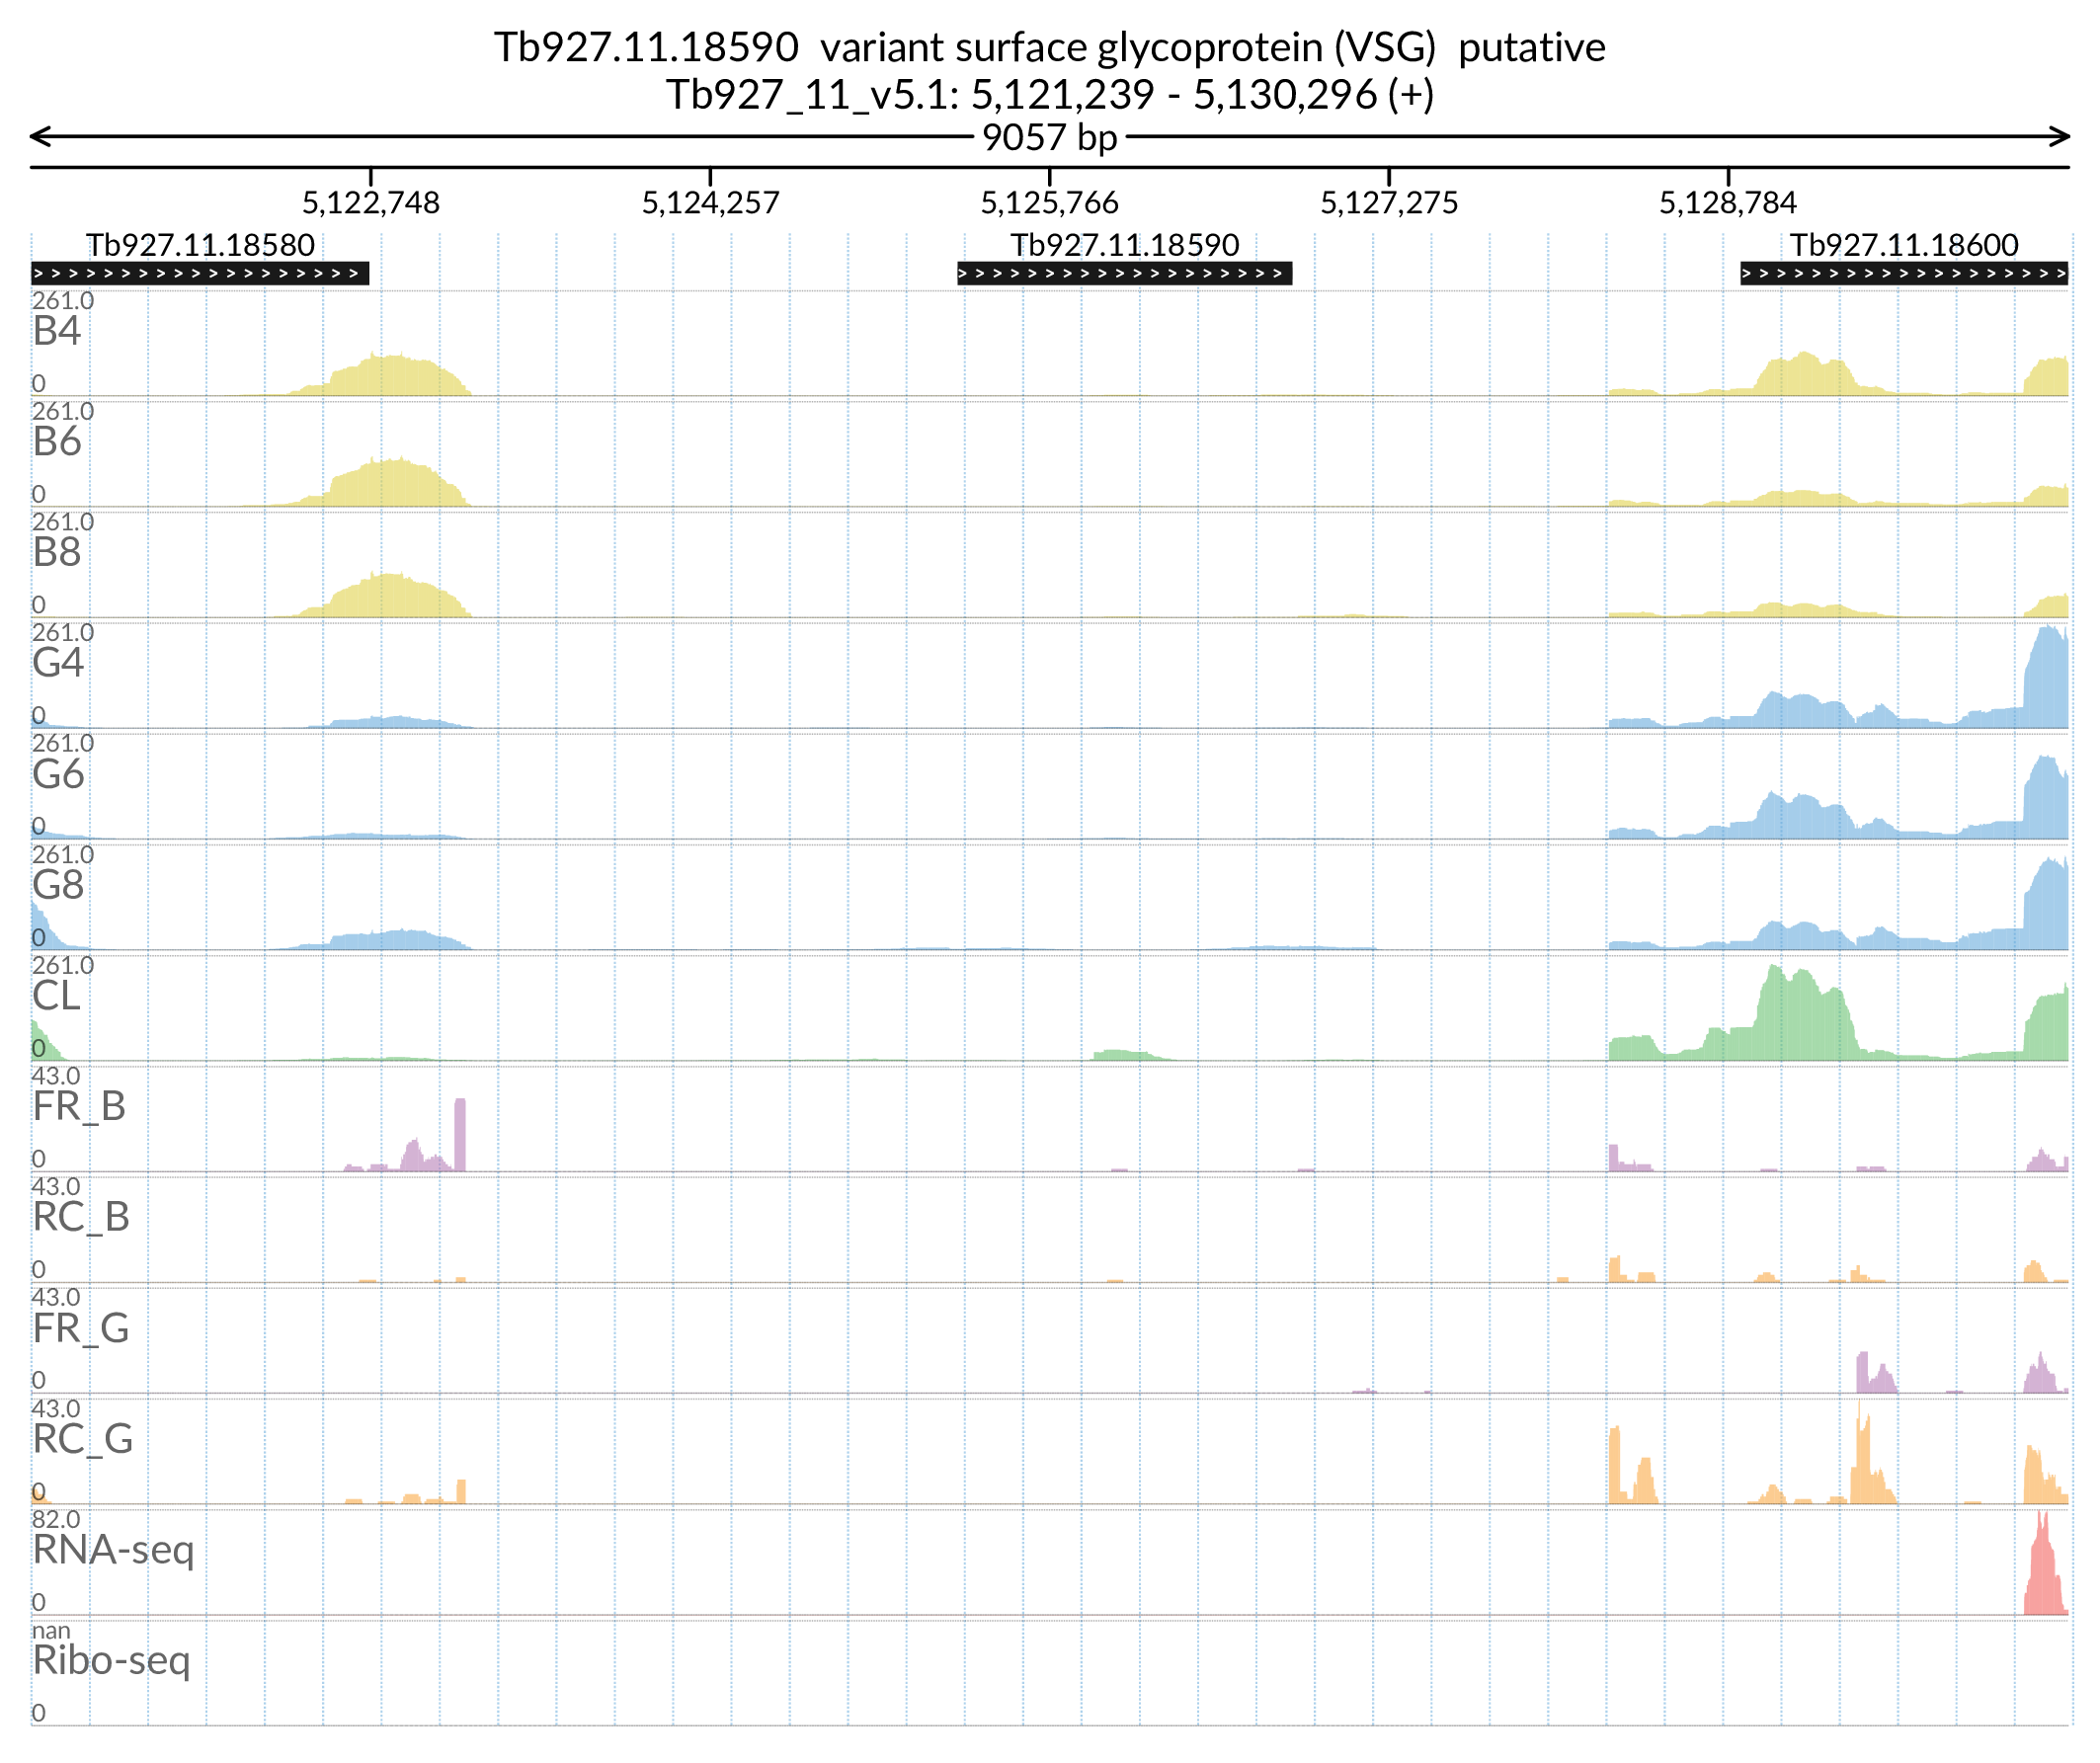 Tb927.11.18590  variant surface glycoprotein (VSG)  putative
Tb927_11_v5.1: 5,121,239 - 5,130,296 (+)
9057 bp
5,122,748 5,124,257 5,125,766 5,127,275 5,128,784
Tb927.11.18580 Tb927.11.18590 Tb927.11.18600
261.0
B4
0
261.0
B6
0
261.0
B8
0
261.0
G4
0
261.0
G6
0
261.0
G8
0
261.0
CL
0
43.0
FR_B
0
43.0
RC_B
0
43.0
FR_G
0
43.0
RC_G
0
82.0
RNA-seq
0
nan
Ribo-seq
0